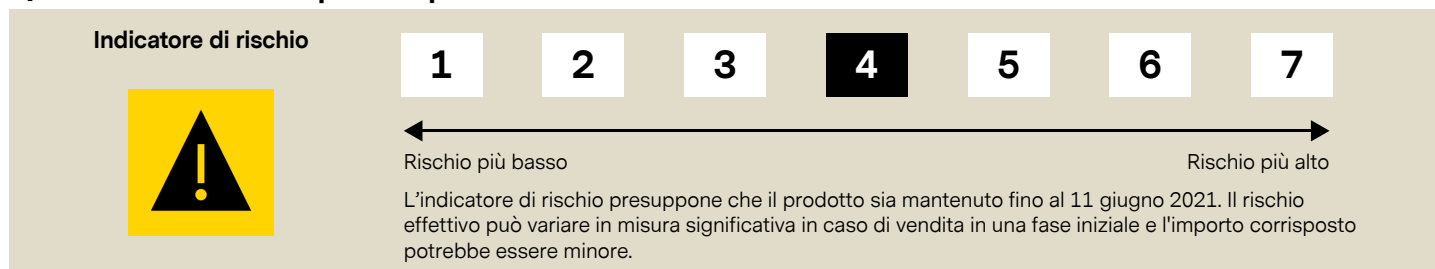 Indicatore di rischio
1 2 3 4 5 6 7
!
Rischio più basso Rischio più alto
L'indicatore di rischio presuppone che il prodotto sia mantenuto fino al 11 giugno 2021. Il rischio
effettivo può variare in misura significativa in caso di vendita in una fase iniziale e l'importo corrisposto
potrebbe essere minore.